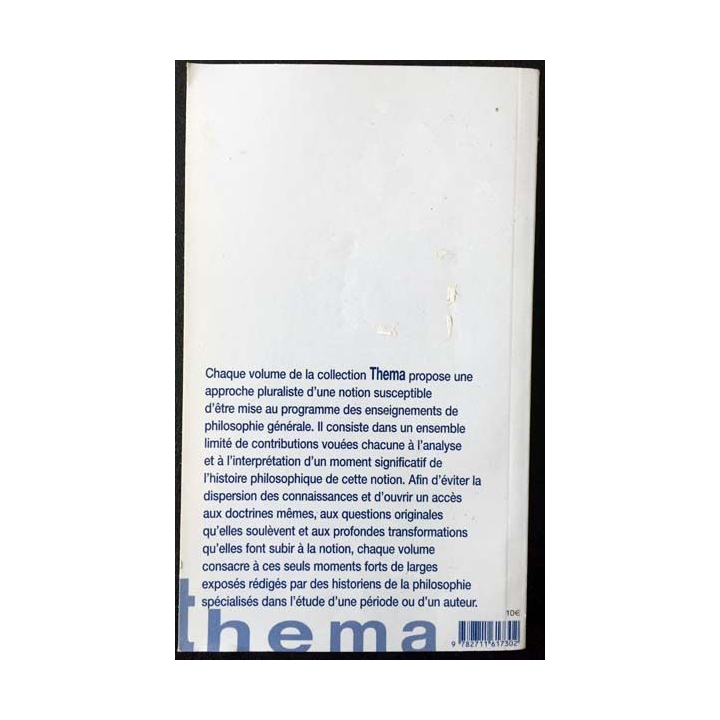 Chaque volume de la collection Thema propose une
approche pluraliste d'une notion susceptible
d'être mise au programme des enseignements de
philosophie générale. Il consiste dans un ensemble
limité de contributions vouées chacune à l'analyse
et à l'interprétation d'un moment significatif de
l'histoire philosophique de cette notion. Afin d'éviter la
dispersion des connaissances et d'ouvrir un accès
aux doctrines mêmes, aux questions originales
qu'elles soulèvent et aux profondes transformations
qu'elles font subir à la notion, chaque volume
consacre à ces seuls moments forts de larges
exposés rédigés par des historiens de la philosophie
spécialisés dans l'étude d'une période ou d'un auteur.
10€
thema
9 782711 617302